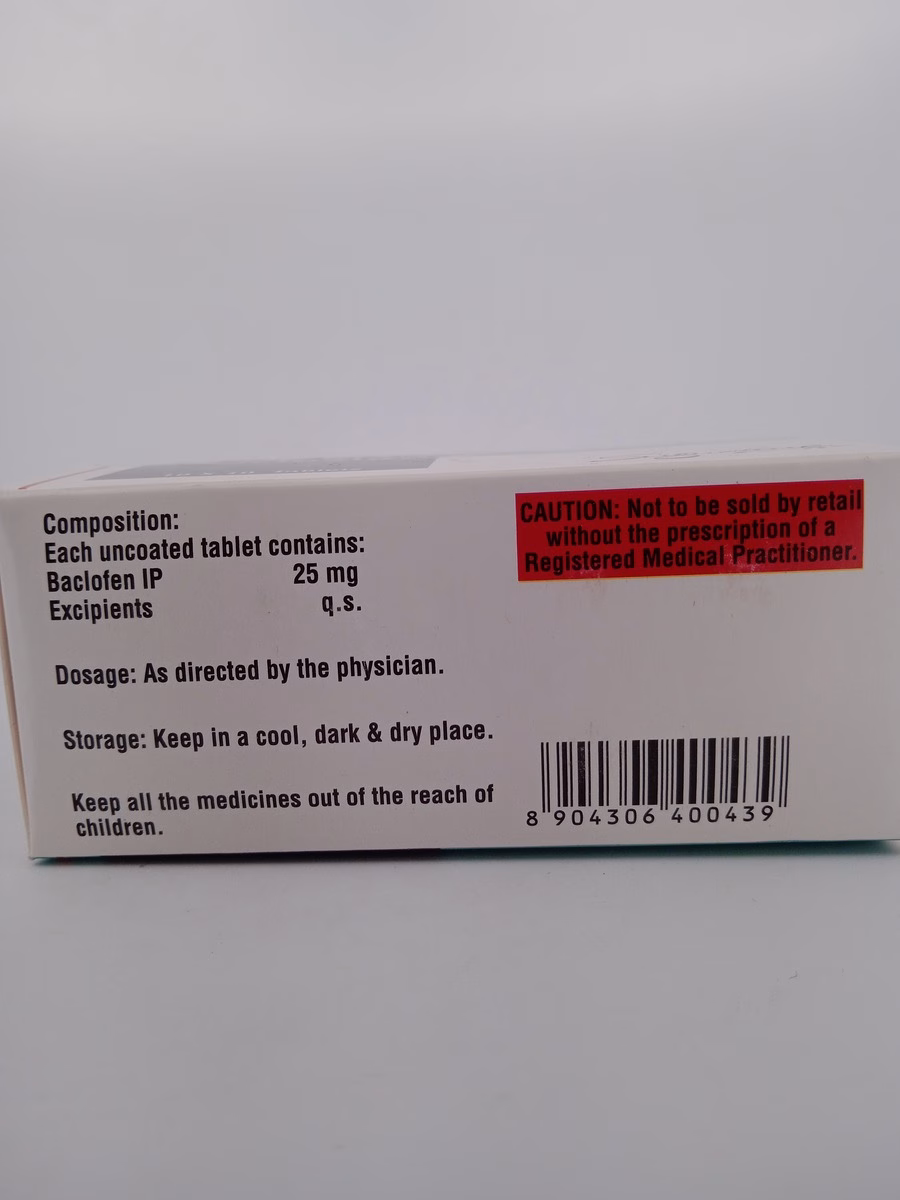 Composition:
Each uncoated tablet contains:
Baclofen IP 25 mg
Excipients q.s.
Dosage: As directed by the physician.
Storage: Keep in a cool, dark & dry place.
Keep all the medicines out of the reach of
children.
CAUTION: Not to be sold by retail
without the prescription of a
Registered Medical Practitioner.
8 904306 400439